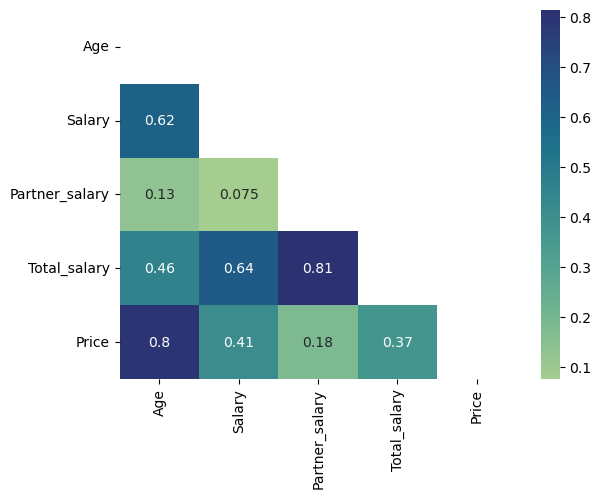 Age
Salary
0.62
Partner_salary
0.13 0.075
Total_salary
0.46 0.64 0.81
Price
0.8 0.41 0.18 0.37
Age
Salary
Partner_salary
Total_salary
Price
0.8
0.7
0.6
0.5
0.4
0.3
0.2
0.1